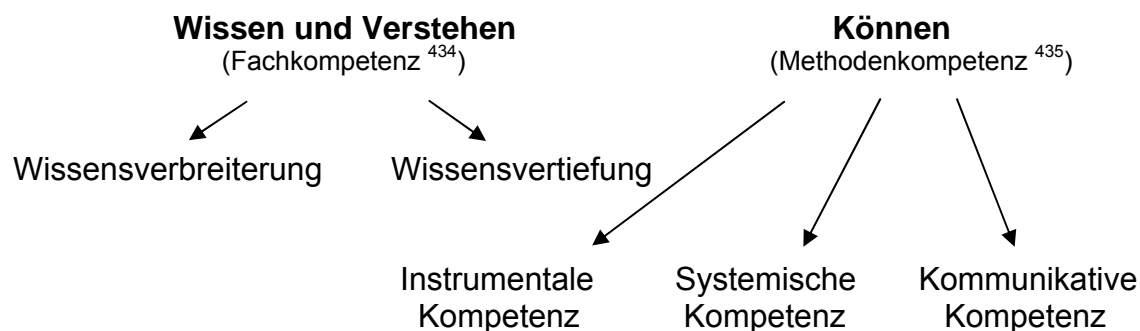 Wissen und Verstehen
(Fachkompetenz 434)
Können
(Methodenkompetenz 435)
Wissensverbreiterung
Wissensvertiefung
Instrumentale
Kompetenz
Systemische
Kompetenz
Kommunikative
Kompetenz